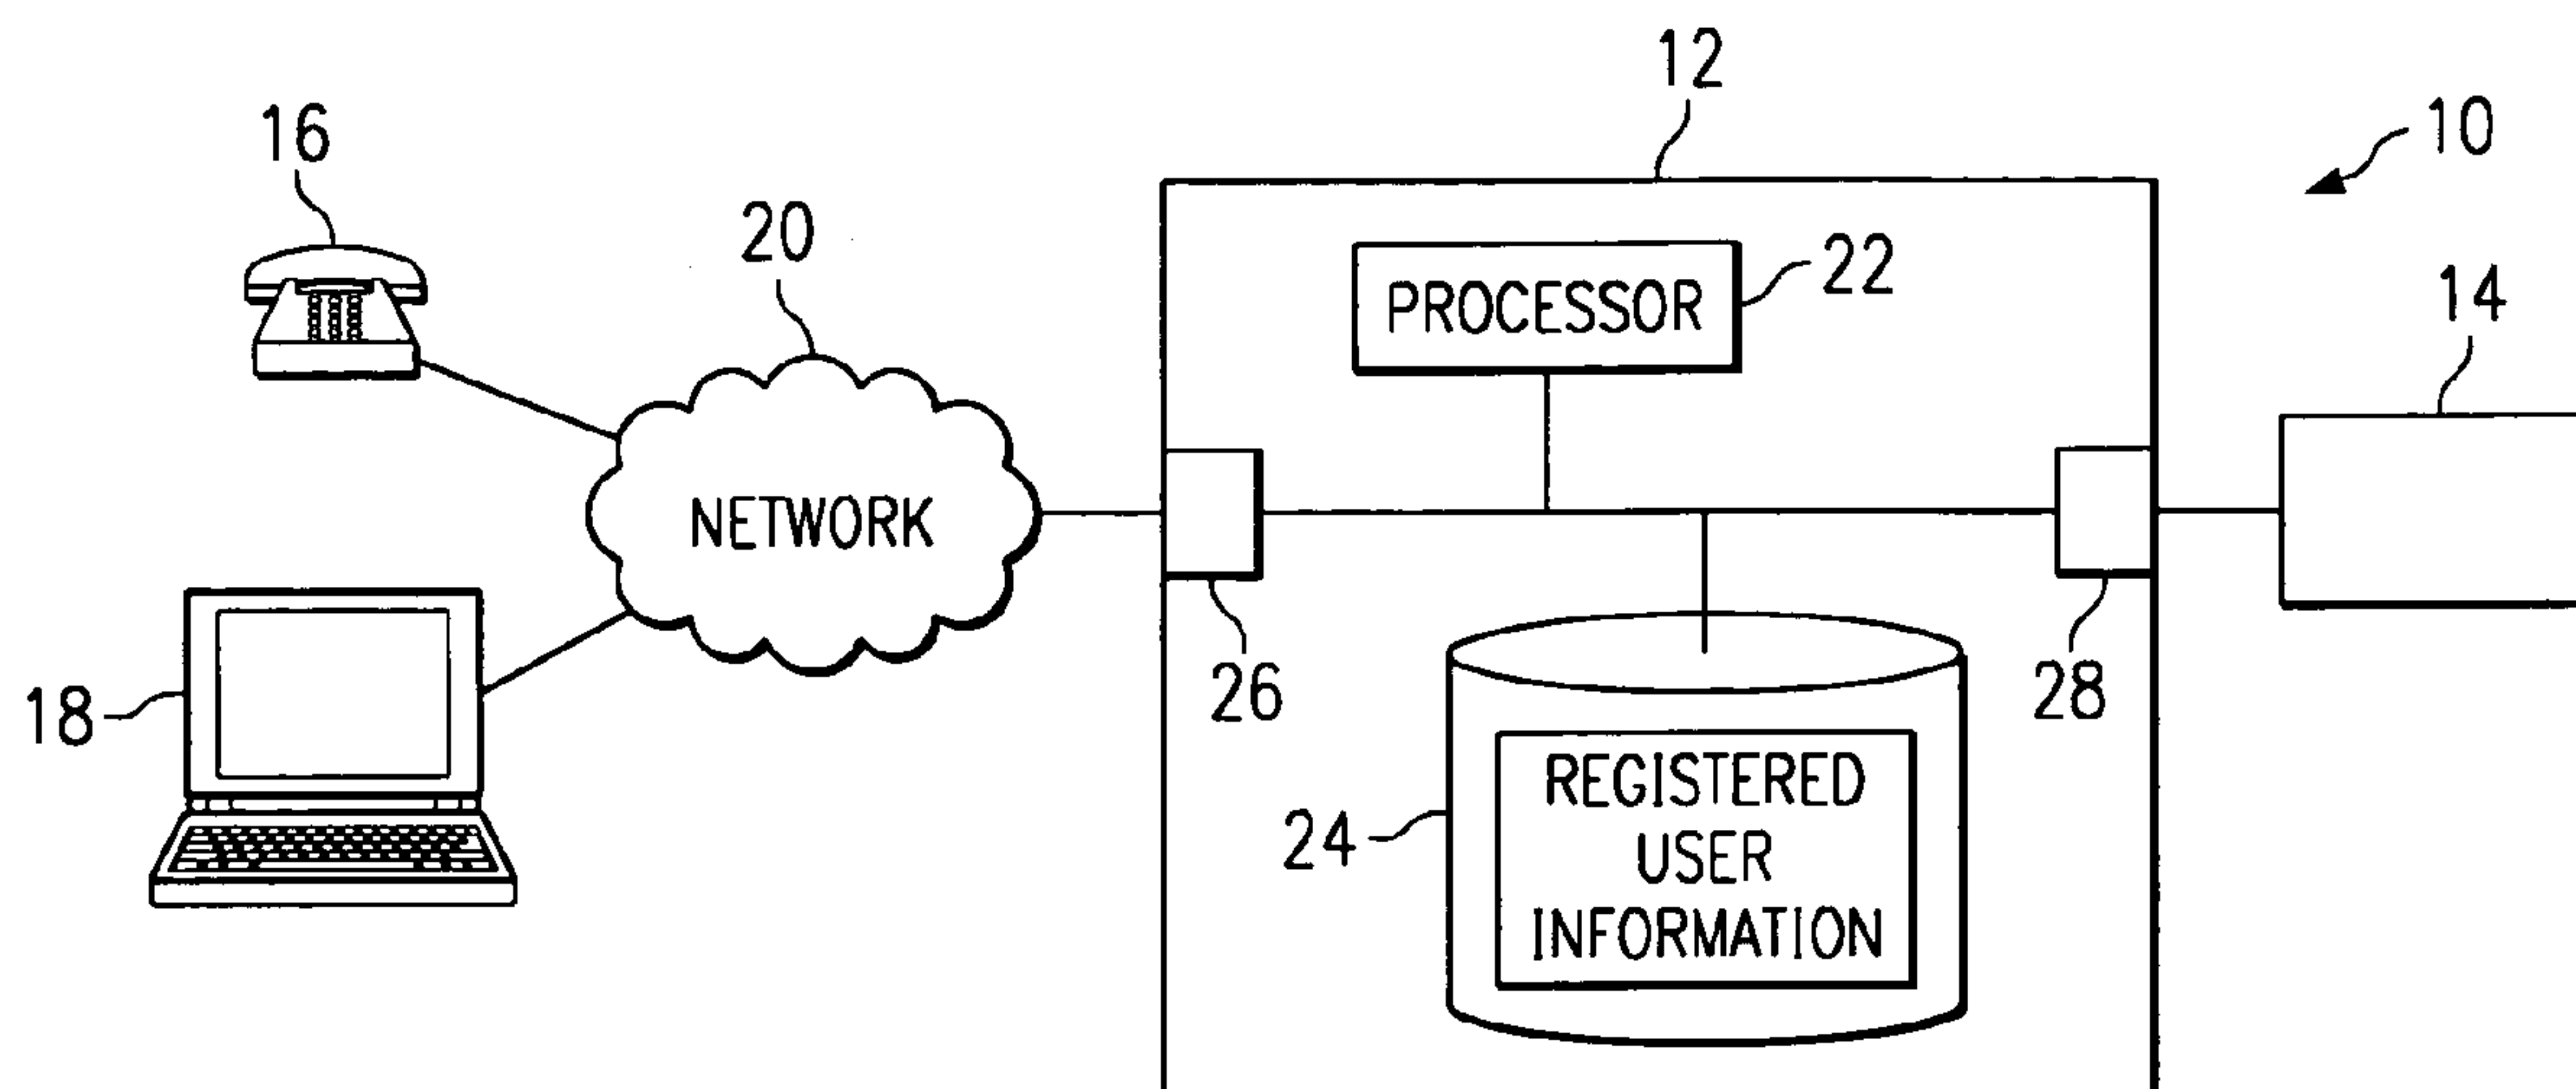 12
10
16
20
22
PROCESSOR
14
NETWORK
26
28
18
REGISTERED
USER
INFORMATION
24